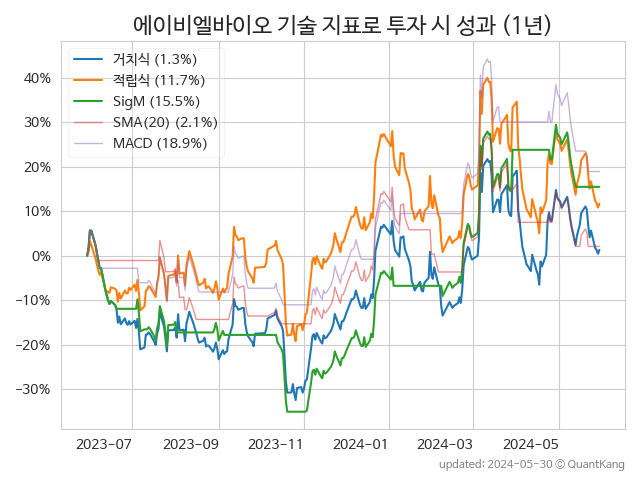 에이비엘바이오 기술 지표로 투자 시 성과 (1년)
거치식 (1.3%)
적립식 (11.7%)
SigM (15.5%)
SMA(20) (2.1%)
MACD (18.9%)
40%
30%
20%
10%
0%
−10%
−20%
−30%
2023-07 2023-09 2023-11 2024-01 2024-03 2024-05
updated: 2024-05-30 ⓒ QuantKang